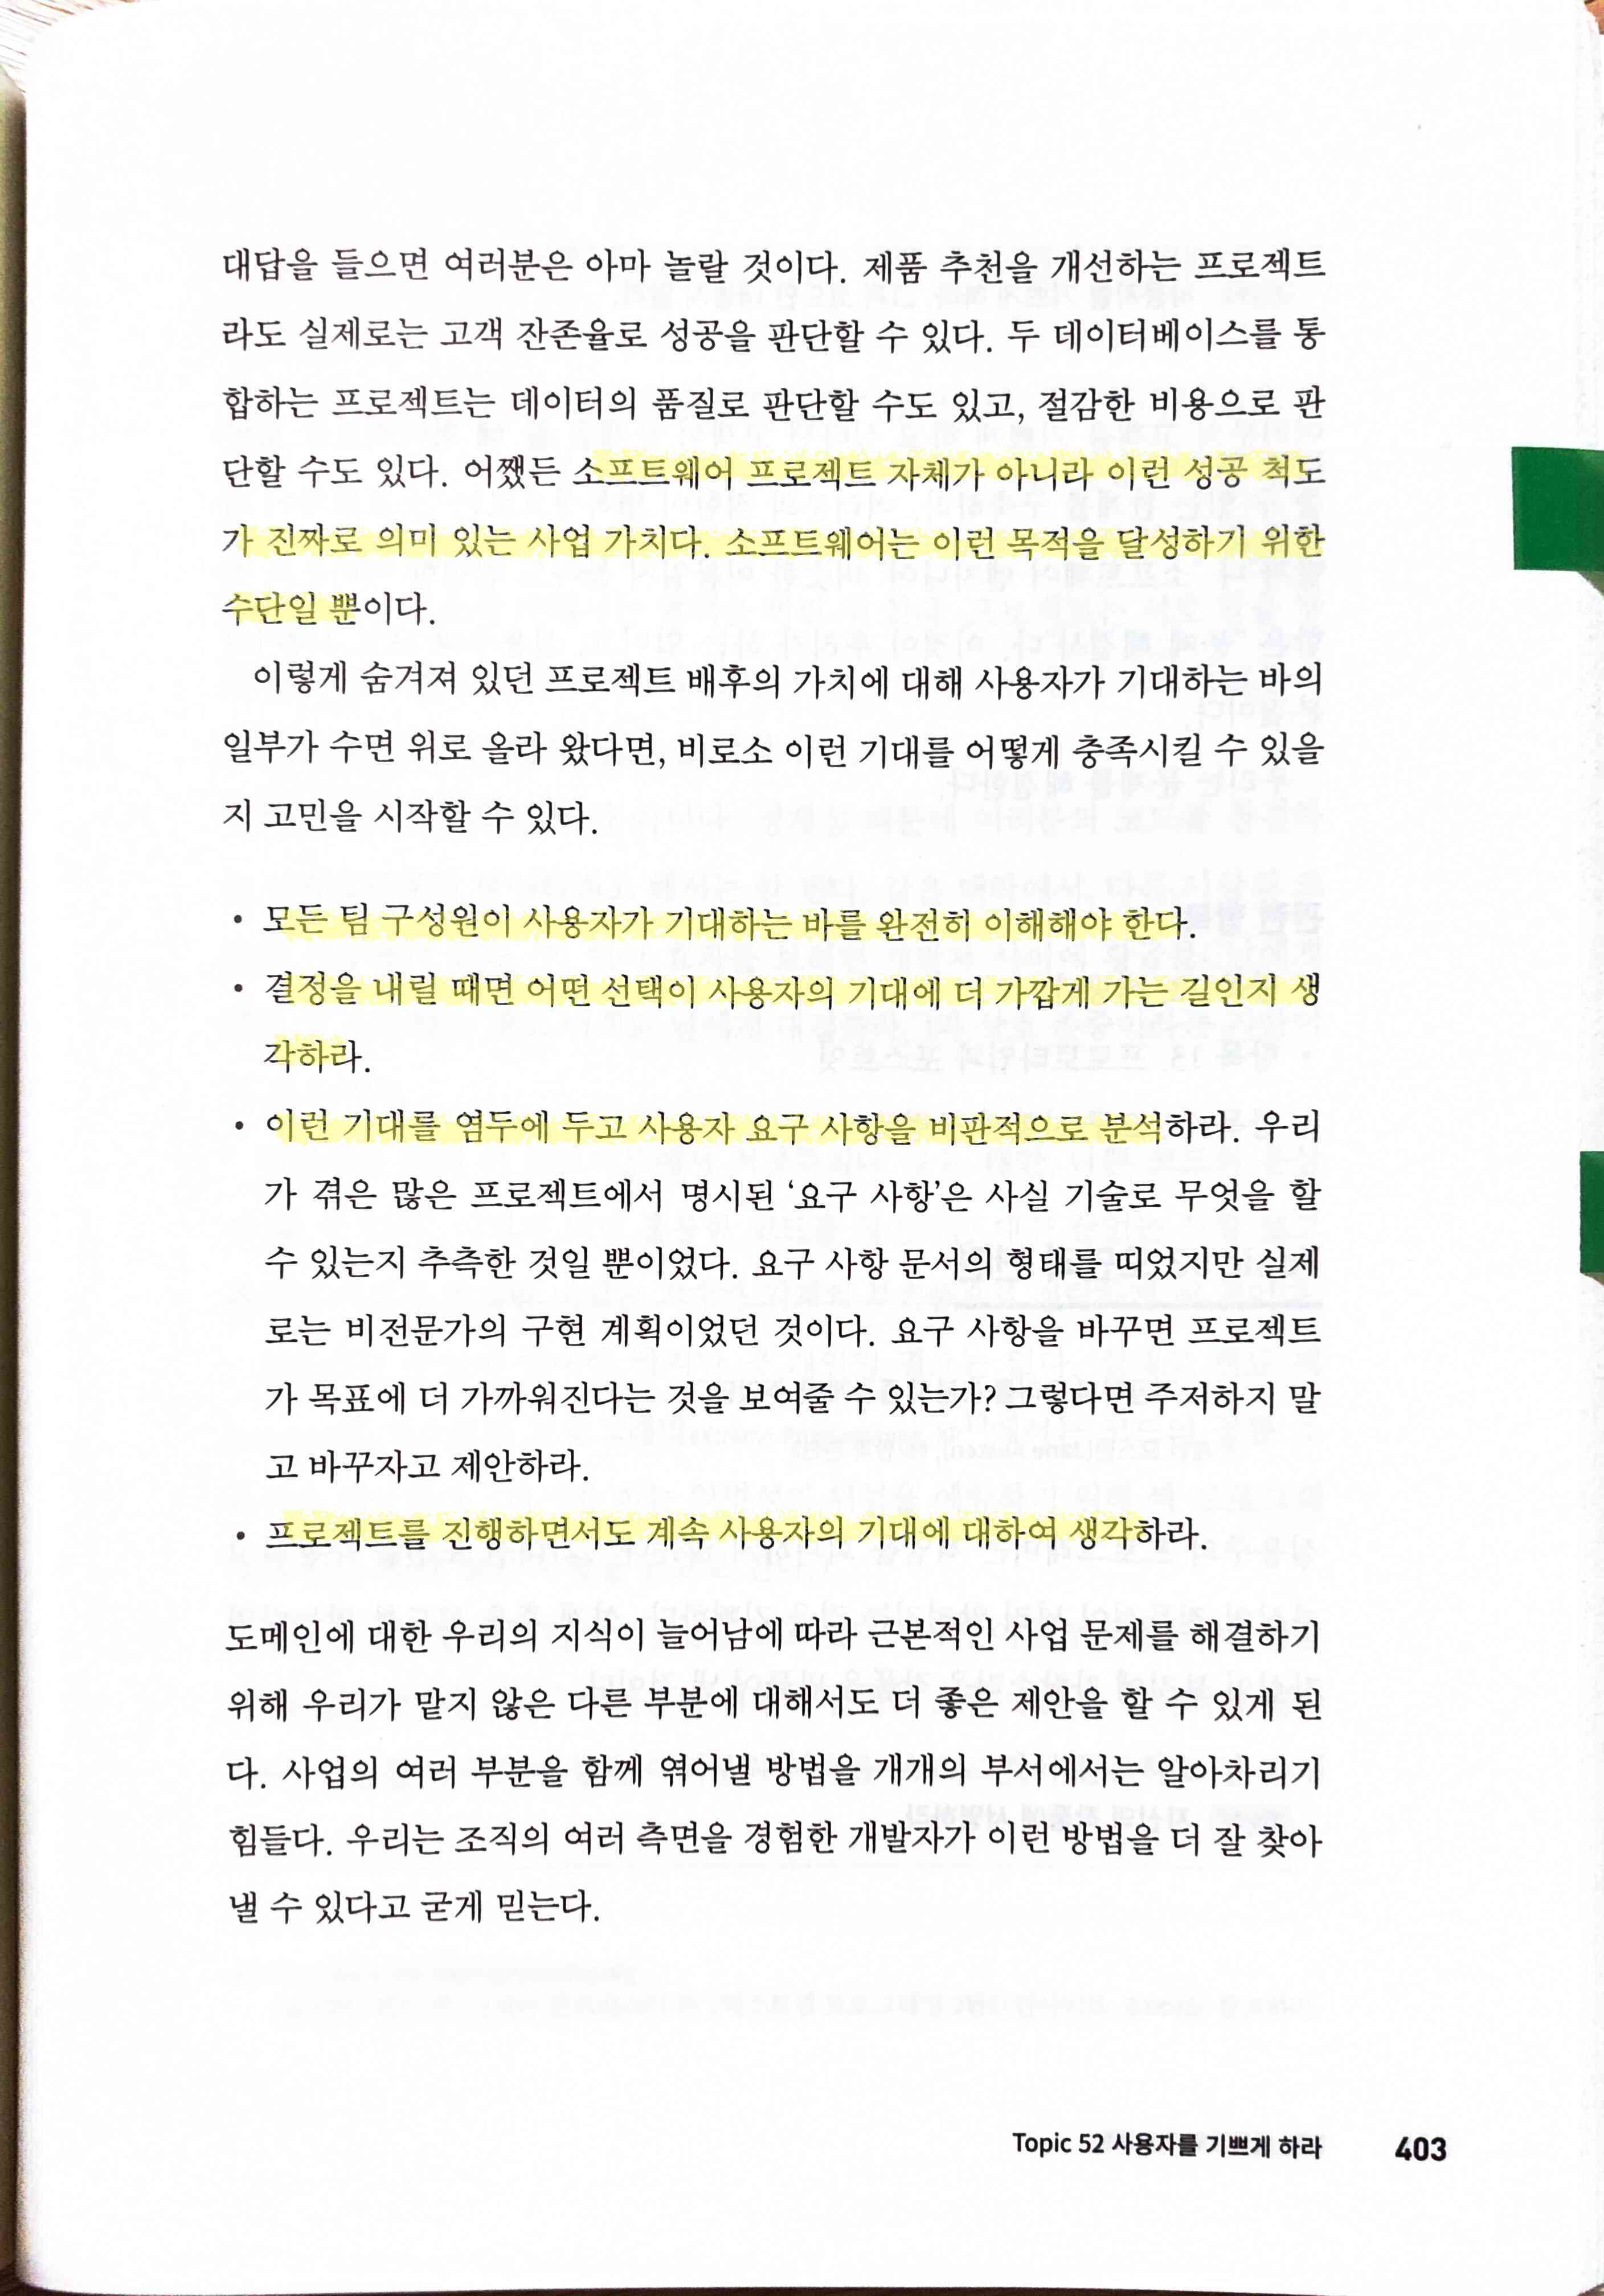 대답을 들으면 여러분은 아마 놀랄 것이다. 제품 추천을 개선하는 프로젝트
라도 실제로는 고객 잔존율로 성공을 판단할 수 있다. 두 데이터베이스를 통
합하는 프로젝트는 데이터의 품질로 판단할 수도 있고, 절감한 비용으로 판
단할 수도 있다. 어쨌든 소프트웨어 프로젝트 자체가 아니라 이런 성공 척도
가 진짜로 의미 있는 사업 가치다. 소프트웨어는 이런 목적을 달성하기 위한
수단일 뿐이다.
이렇게 숨겨져 있던 프로젝트 배후의 가치에 대해 사용자가 기대하는 바의
일부가 수면 위로 올라 왔다면, 비로소 이런 기대를 어떻게 충족시킬 수 있을
지 고민을 시작할 수 있다.
• 모든 팀 구성원이 사용자가 기대하는 바를 완전히 이해해야 한다.
• 결정을 내릴 때면 어떤 선택이 사용자의 기대에 더 가깝게 가는 길인지 생
각하라.
• 이런 기대를 염두에 두고 사용자 요구 사항을 비판적으로 분석하라. 우리
가 겪은 많은 프로젝트에서 명시된 ‘요구 사항’은 사실 기술로 무엇을 할
수 있는지 추측한 것일 뿐이었다. 요구 사항 문서의 형태를 띠었지만 실제
로는 비전문가의 구현 계획이었던 것이다. 요구 사항을 바꾸면 프로젝트
가 목표에 더 가까워진다는 것을 보여줄 수 있는가? 그렇다면 주저하지 말
고 바꾸자고 제안하라.
• 프로젝트를 진행하면서도 계속 사용자의 기대에 대하여 생각하라.
도메인에 대한 우리의 지식이 늘어남에 따라 근본적인 사업 문제를 해결하기
위해 우리가 맡지 않은 다른 부분에 대해서도 더 좋은 제안을 할 수 있게 된
다. 사업의 여러 부분을 함께 엮어낼 방법을 개개의 부서에서는 알아차리기
힘들다. 우리는 조직의 여러 측면을 경험한 개발자가 이런 방법을 더 잘 찾아
낼 수 있다고 굳게 믿는다.
Topic 52 사용자를 기쁘게 하라 403